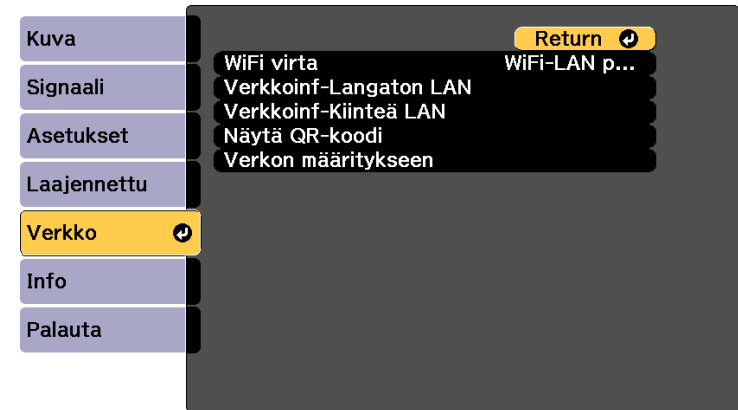 Kuva
Signaali
Asetukset
Laajennettu
Verkko
Info
Palauta
Return
WiFi virta WiFi-LAN p...
Verkkoinf-Langaton LAN
Verkkoinf-Kiinteä LAN
Näytä QR-koodi
Verkon määritykseen